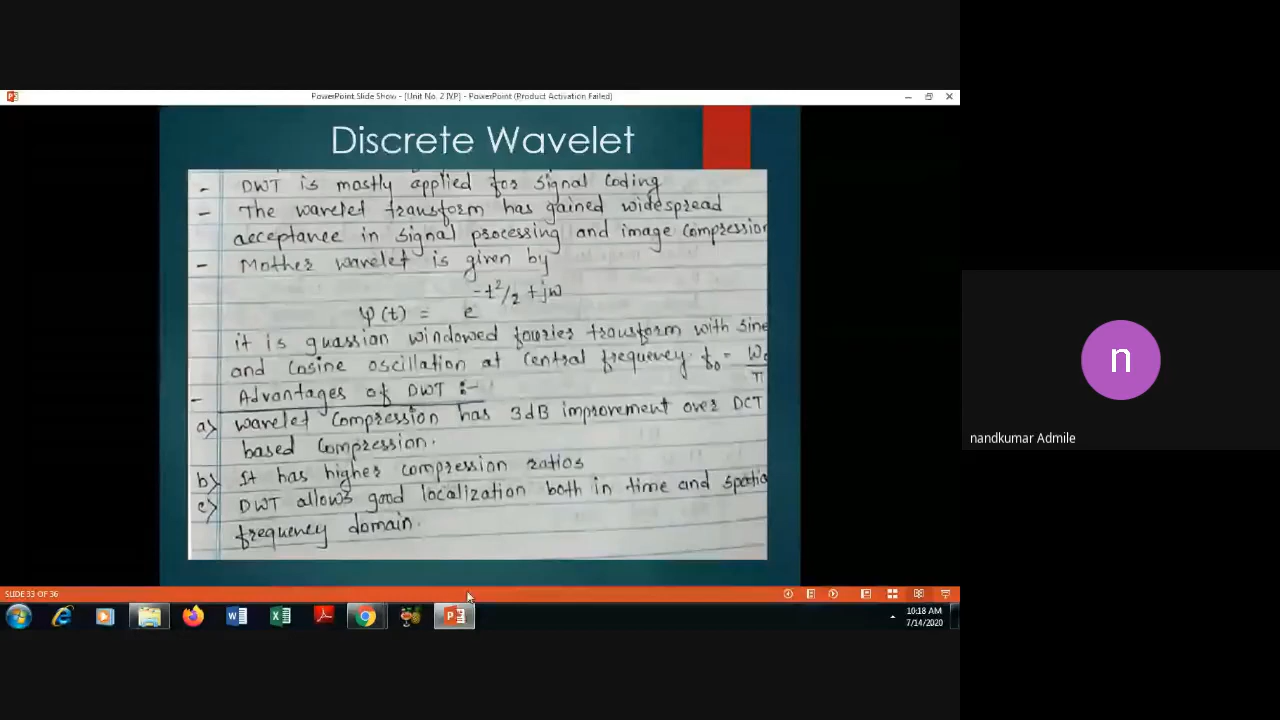 PowerPoint Slide Show - [Unit No. 2 IVP] - PowerPoint (Product Activation Failed)
Discrete Wavelet
- DWT is mostly applied for signal Coding
- The wavelet transform has gained widespread
acceptance in signal processing and image compression
- Mother wavelet is given by
ψ(t) = e^(-t²/2 + jω)
it is guassian windowed fourier transform with sine
and cosine oscillation at central frequency f₀ = W₀/π
- Advantages of DWT :-
a) wavelet compression has 3dB improvement over DCT
based compression.
b) It has higher compression ratios
c) DWT allows good localization both in time and spatia
frequency domain.
n
nandkumar Admile
SLIDE 33 OF 36
10:18 AM
7/14/2020